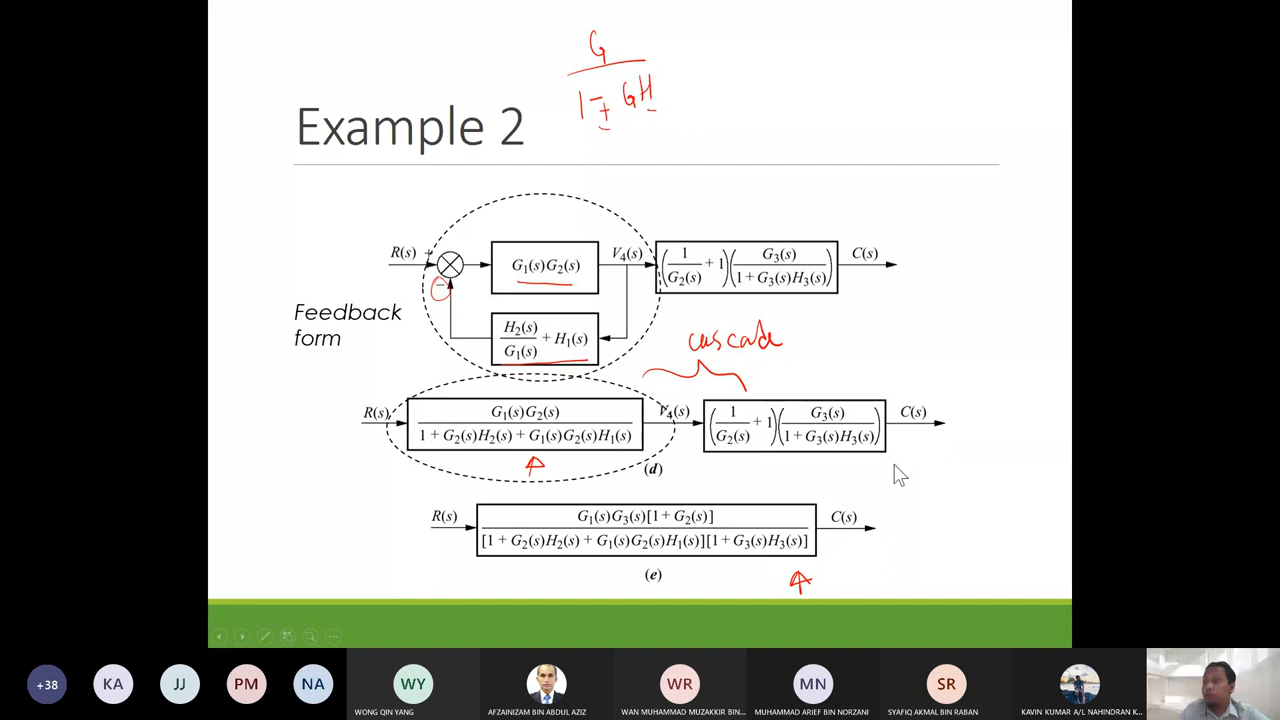 G
1 ∓ GH
Example 2
R(s) +
G₁(s)G₂(s)
V₄(s)
(1/G₂(s) + 1)(G₃(s)/1 + G₃(s)H₃(s))
C(s)
−
Feedback
form
H₂(s)/G₁(s) + H₁(s)
cascade
R(s)
G₁(s)G₂(s)
1 + G₂(s)H₂(s) + G₁(s)G₂(s)H₁(s)
V₄(s)
(1/G₂(s) + 1)(G₃(s)/1 + G₃(s)H₃(s))
C(s)
(d)
R(s)
G₁(s)G₃(s)[1 + G₂(s)]
[1 + G₂(s)H₂(s) + G₁(s)G₂(s)H₁(s)][1 + G₃(s)H₃(s)]
C(s)
(e)
+38
KA
JJ
PM
NA
WY
WR
MN
SR
WONG QIN YANG
AFZAINIZAM BIN ABDUL AZIZ
WAN MUHAMMAD MUZAKKIR BIN...
MUHAMMAD ARIEF BIN NORZANI
SYAFIQ AKMAL BIN RABAN
KAVIN KUMAR A/L NAHINDRAN K...